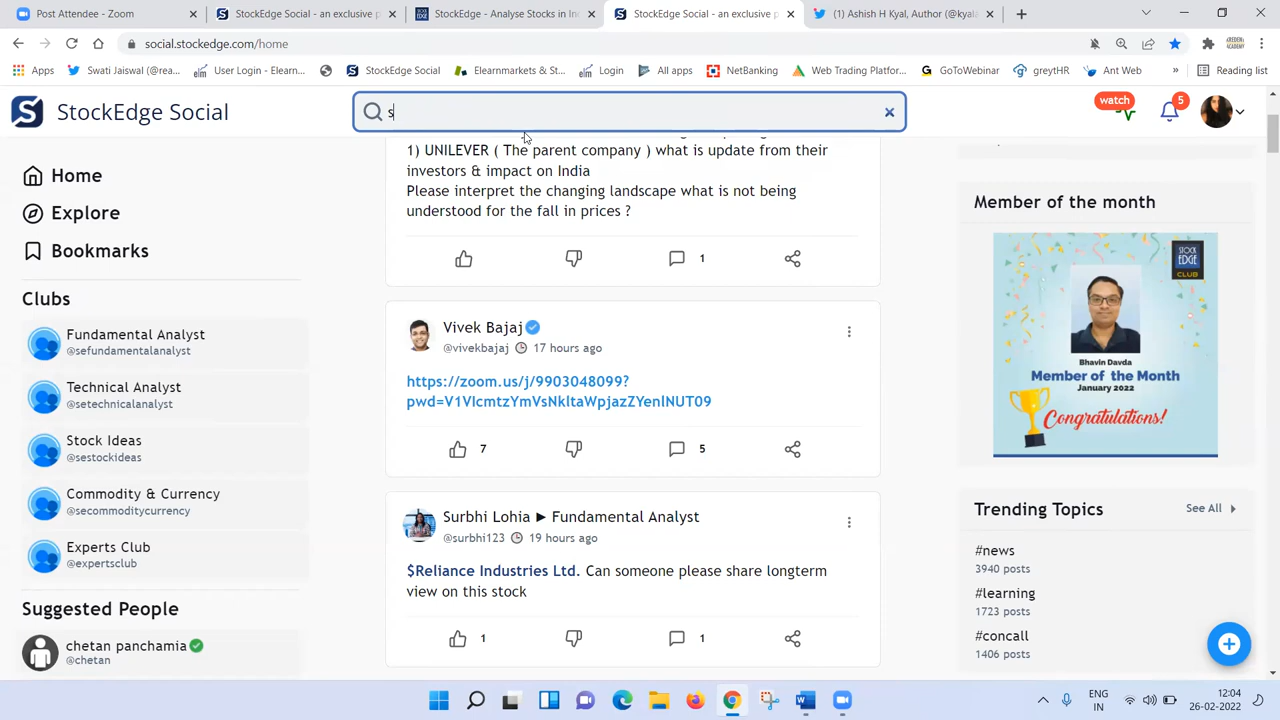 Post Attendee - Zoom
StockEdge Social - an exclusive p
StockEdge - Analyse Stocks in In
StockEdge Social - an exclusive p
(1) Ashish H Kyal, Author (@kyal
social.stockedge.com/home
Apps
Swati Jaiswal (@rea...
User Login - Elearn...
StockEdge Social
Elearnmarkets & St...
Login
All apps
NetBanking
Web Trading Platfor...
GoToWebinar
greytHR
Ant Web
Reading list
StockEdge Social
s
watch
5
Home
Explore
Bookmarks
Clubs
Fundamental Analyst
@sefundamentalanalyst
Technical Analyst
@setechnicalanalyst
Stock Ideas
@sestockideas
Commodity & Currency
@secommoditycurrency
Experts Club
@expertsclub
Suggested People
chetan panchamia
@chetan
1) UNILEVER ( The parent company ) what is update from their
investors & impact on India
Please interpret the changing landscape what is not being
understood for the fall in prices ?
1
Vivek Bajaj
@vivekbajaj 17 hours ago
https://zoom.us/j/9903048099?
pwd=V1VIcmtzYmVsNkltaWpjazZYenlNUT09
7
5
Surbhi Lohia ► Fundamental Analyst
@surbhi123 19 hours ago
$Reliance Industries Ltd. Can someone please share longterm
view on this stock
1
1
Member of the month
STOCK
EDGE
CLUB
Bhavin Davda
Member of the Month
January 2022
Congratulations!
Trending Topics
See All
#news
3940 posts
#learning
1723 posts
#concall
1406 posts
ENG
IN
12:04
26-02-2022